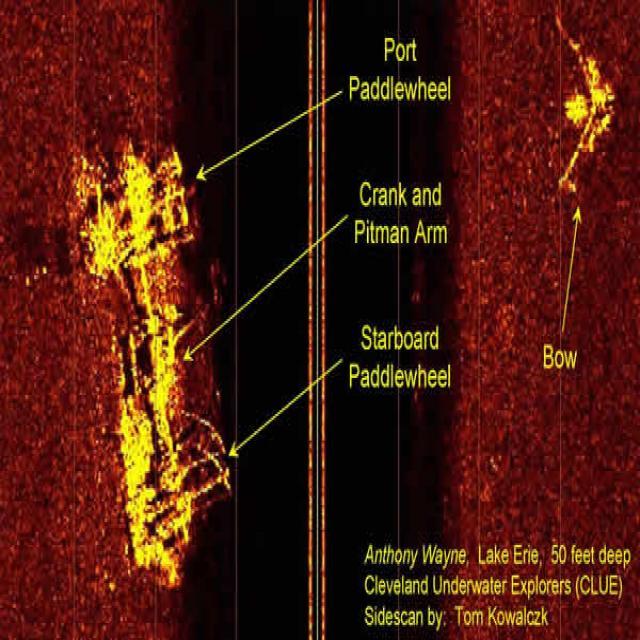 Port
Paddlewheel
Crank and
Pitman Arm
Starboard
Paddlewheel
Bow
Anthony Wayne, Lake Erie, 50 feet deep
Cleveland Underwater Explorers (CLUE)
Sidescan by: Tom Kowalczk